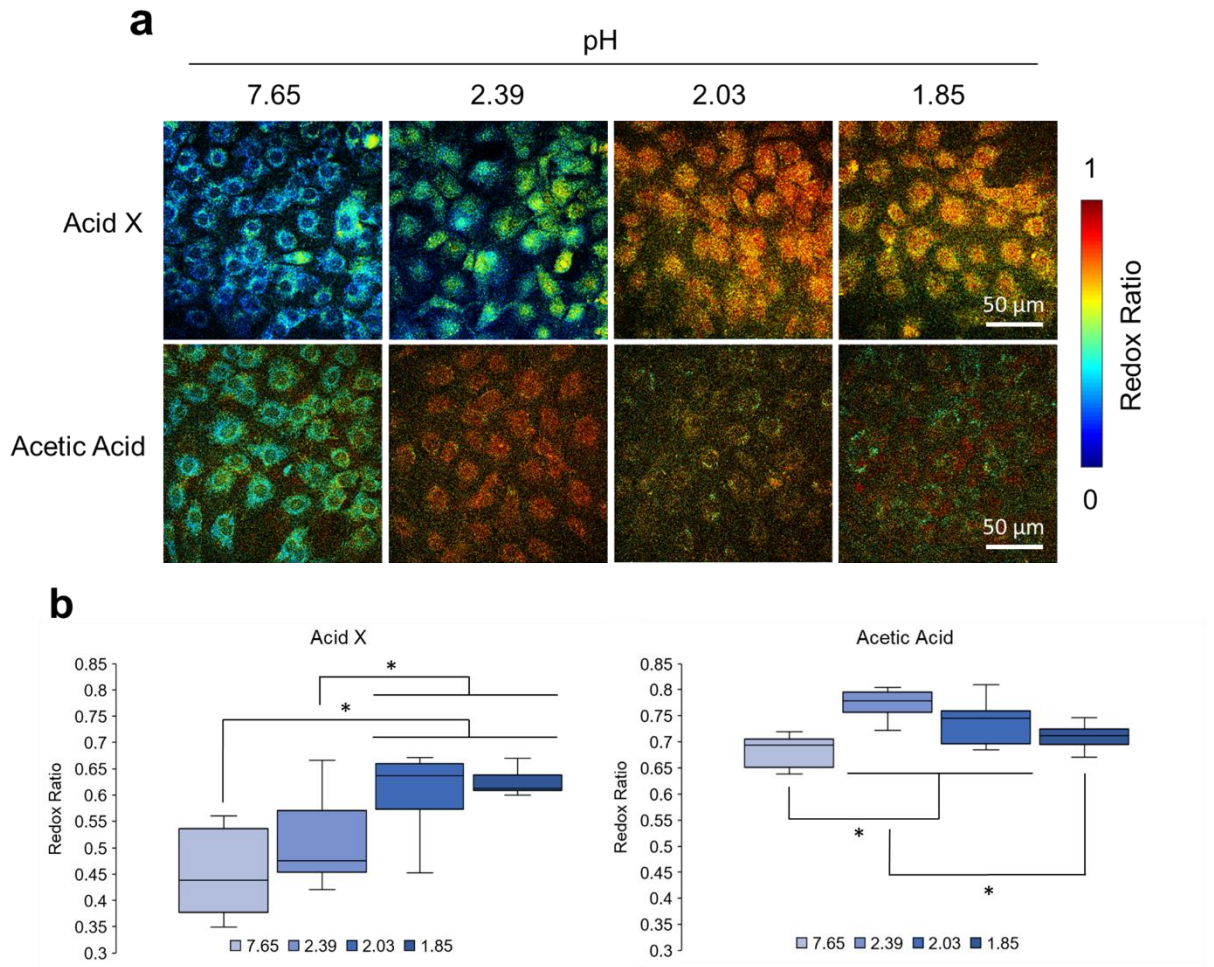 a
pH
7.65 2.39 2.03 1.85
Acid X
50 µm
1
Redox Ratio
0
Acetic Acid
50 µm
b
Acid X
0.85
0.8
0.75
0.7
0.65
0.6
0.55
0.5
0.45
0.4
0.35
0.3
Redox Ratio
*
*
7.65 2.39 2.03 1.85
Acetic Acid
0.85
0.8
0.75
0.7
0.65
0.6
0.55
0.5
0.45
0.4
0.35
0.3
Redox Ratio
*
*
7.65 2.39 2.03 1.85